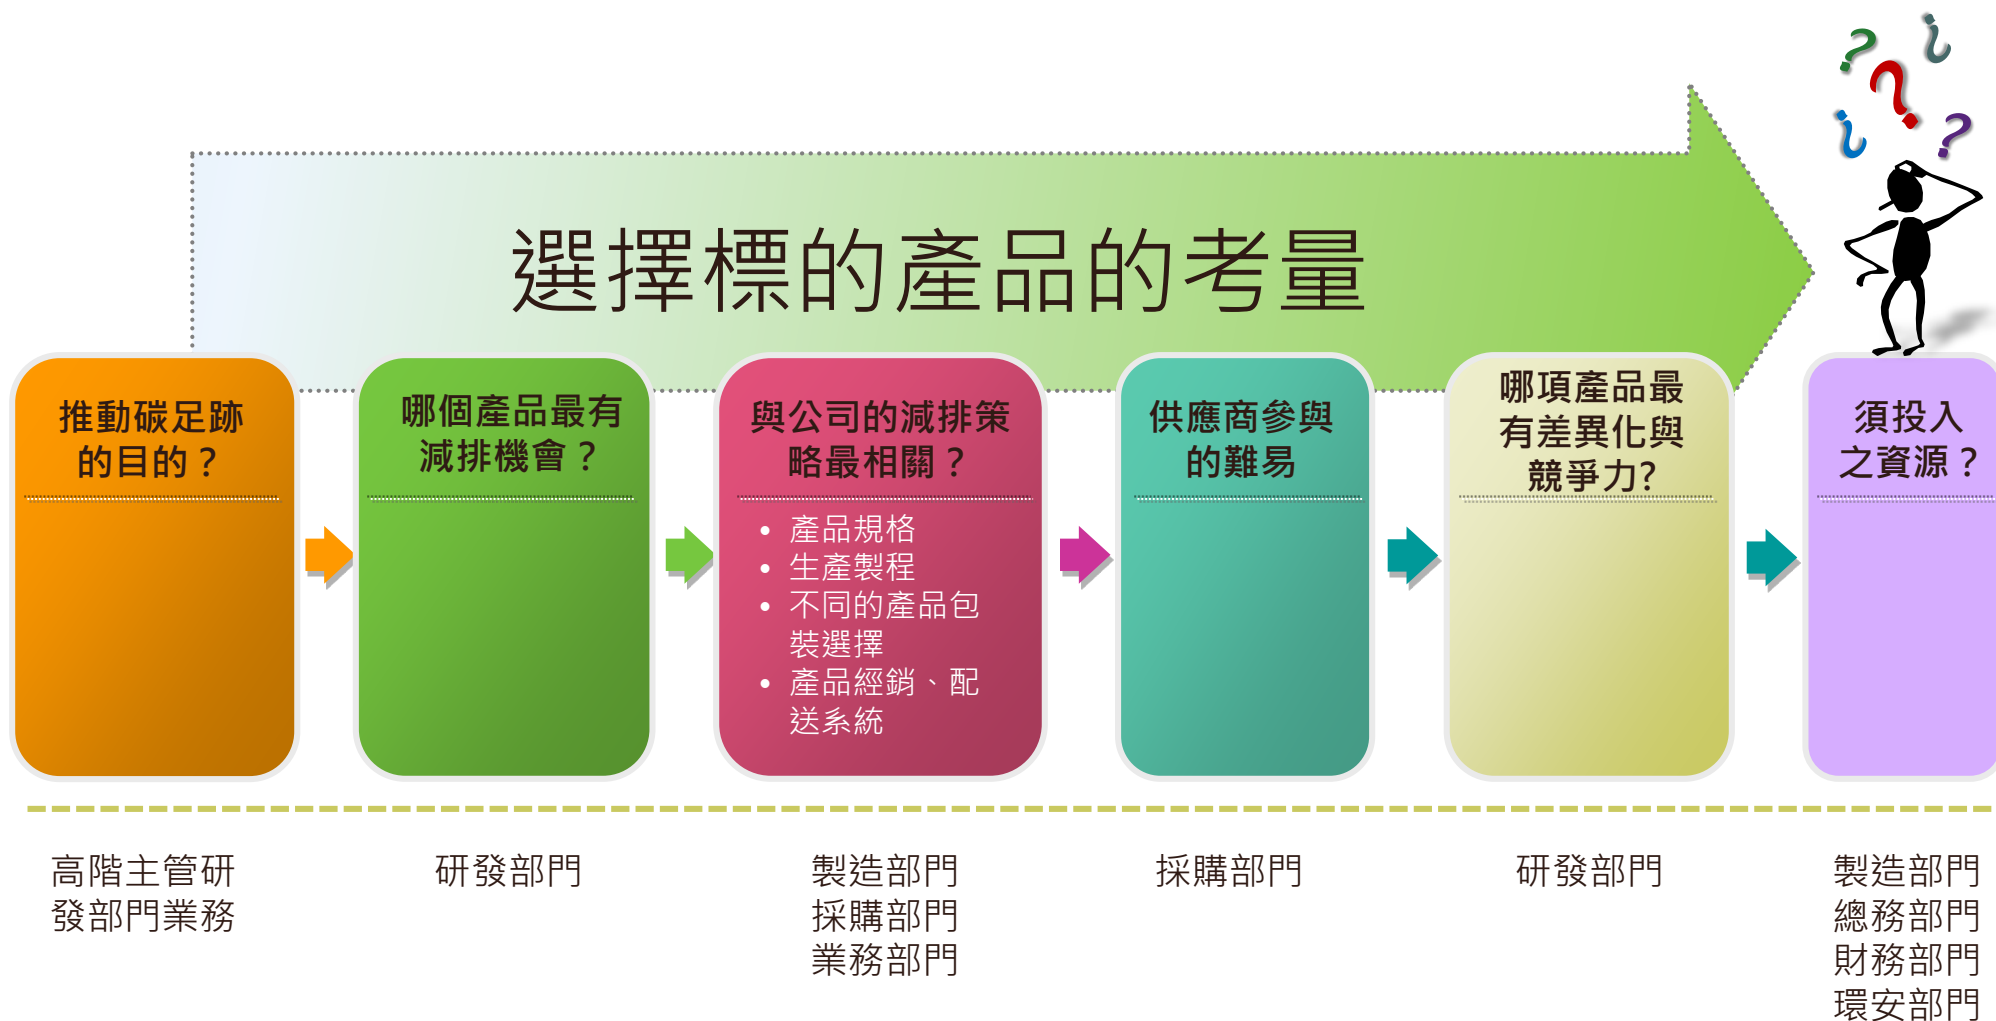 選擇標的產品的考量
推動碳足跡
的目的？
哪個產品最有
減排機會？
與公司的減排策
略最相關？
• 產品規格
• 生產製程
• 不同的產品包
裝選擇
• 產品經銷、配
送系統
供應商參與
的難易
哪項產品最
有差異化與
競爭力?
須投入
之資源？
高階主管研
發部門業務
研發部門
製造部門
採購部門
業務部門
採購部門
研發部門
製造部門
總務部門
財務部門
環安部門